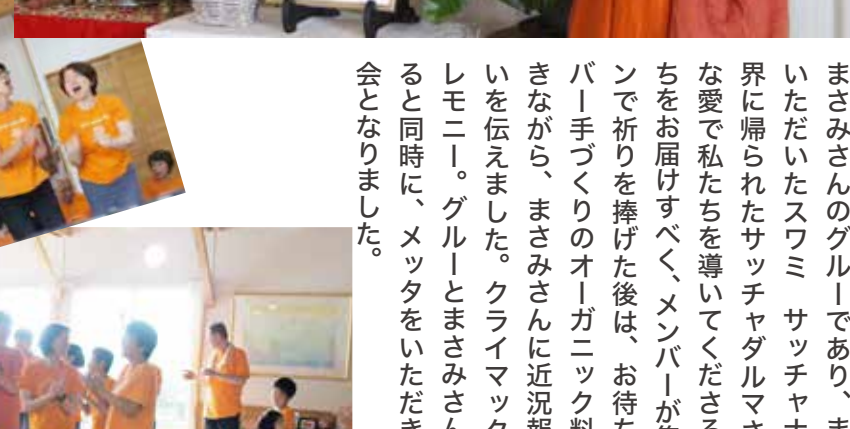 まさみさんのグルーであり、ま
いただいたスワミ　サッチャナ
界に帰られたサッチャダルマさ
な愛で私たちを導いてくださる
ちをお届けすべく、メンバーが
ンで祈りを捧げた後は、お待ち
バー手づくりのオーガニック料
きながら、まさみさんに近況報
いを伝えました。クライマック
レモニー。グルーとまさみさん
ると同時に、メッタをいただき
会となりました。